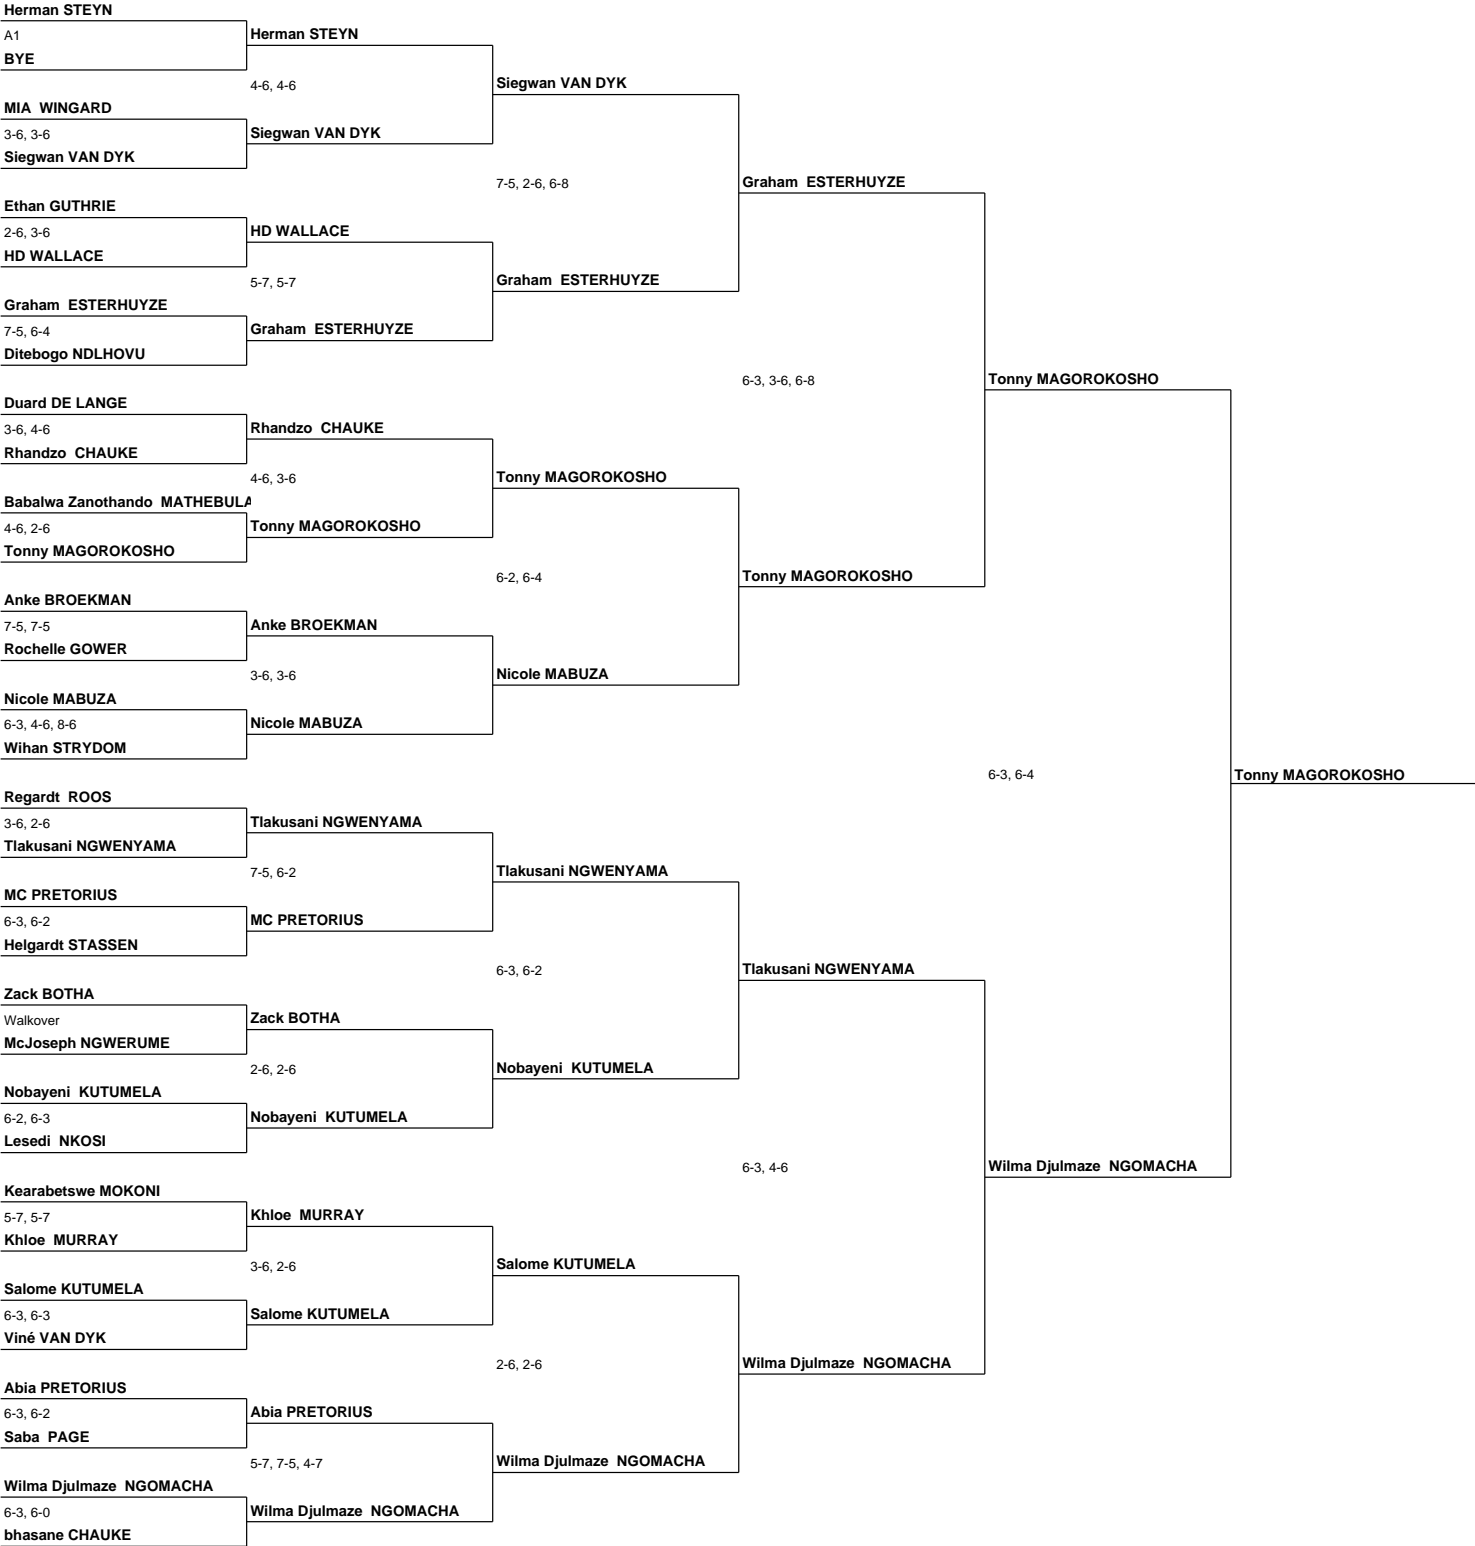 Herman STEYN
A1
BYE
MIA  WINGARD
3-6, 3-6
Siegwan VAN DYK
Ethan GUTHRIE
2-6, 3-6
HD WALLACE
Graham  ESTERHUYZE
7-5, 6-4
Ditebogo NDLHOVU
Duard DE LANGE
3-6, 4-6
Rhandzo  CHAUKE
Babalwa Zanothando  MATHEBULA
4-6, 2-6
Tonny MAGOROKOSHO
Anke BROEKMAN
7-5, 7-5
Rochelle GOWER
Nicole MABUZA
6-3, 4-6, 8-6
Wihan STRYDOM
Regardt  ROOS
3-6, 2-6
Tlakusani NGWENYAMA
MC PRETORIUS
6-3, 6-2
Helgardt STASSEN
Zack BOTHA
Walkover
McJoseph NGWERUME
Nobayeni  KUTUMELA
6-2, 6-3
Lesedi  NKOSI
Kearabetswe MOKONI
5-7, 5-7
Khloe  MURRAY
Salome KUTUMELA
6-3, 6-3
Viné VAN DYK
Abia PRETORIUS
6-3, 6-2
Saba  PAGE
Wilma Djulmaze  NGOMACHA
6-3, 6-0
bhasane CHAUKE
Herman STEYN
4-6, 4-6
Siegwan VAN DYK
HD WALLACE
5-7, 5-7
Graham  ESTERHUYZE
Rhandzo  CHAUKE
4-6, 3-6
Tonny MAGOROKOSHO
Anke BROEKMAN
3-6, 3-6
Nicole MABUZA
Tlakusani NGWENYAMA
7-5, 6-2
MC PRETORIUS
Zack BOTHA
2-6, 2-6
Nobayeni  KUTUMELA
Khloe  MURRAY
3-6, 2-6
Salome KUTUMELA
Abia PRETORIUS
5-7, 7-5, 4-7
Wilma Djulmaze  NGOMACHA
Siegwan VAN DYK
7-5, 2-6, 6-8
Graham  ESTERHUYZE
Tonny MAGOROKOSHO
6-2, 6-4
Nicole MABUZA
Tlakusani NGWENYAMA
6-3, 6-2
Nobayeni  KUTUMELA
Salome KUTUMELA
2-6, 2-6
Wilma Djulmaze  NGOMACHA
Graham  ESTERHUYZE
6-3, 3-6, 6-8
Tonny MAGOROKOSHO
Tlakusani NGWENYAMA
6-3, 4-6
Wilma Djulmaze  NGOMACHA
Tonny MAGOROKOSHO
6-3, 6-4
Wilma Djulmaze  NGOMACHA
Tonny MAGOROKOSHO